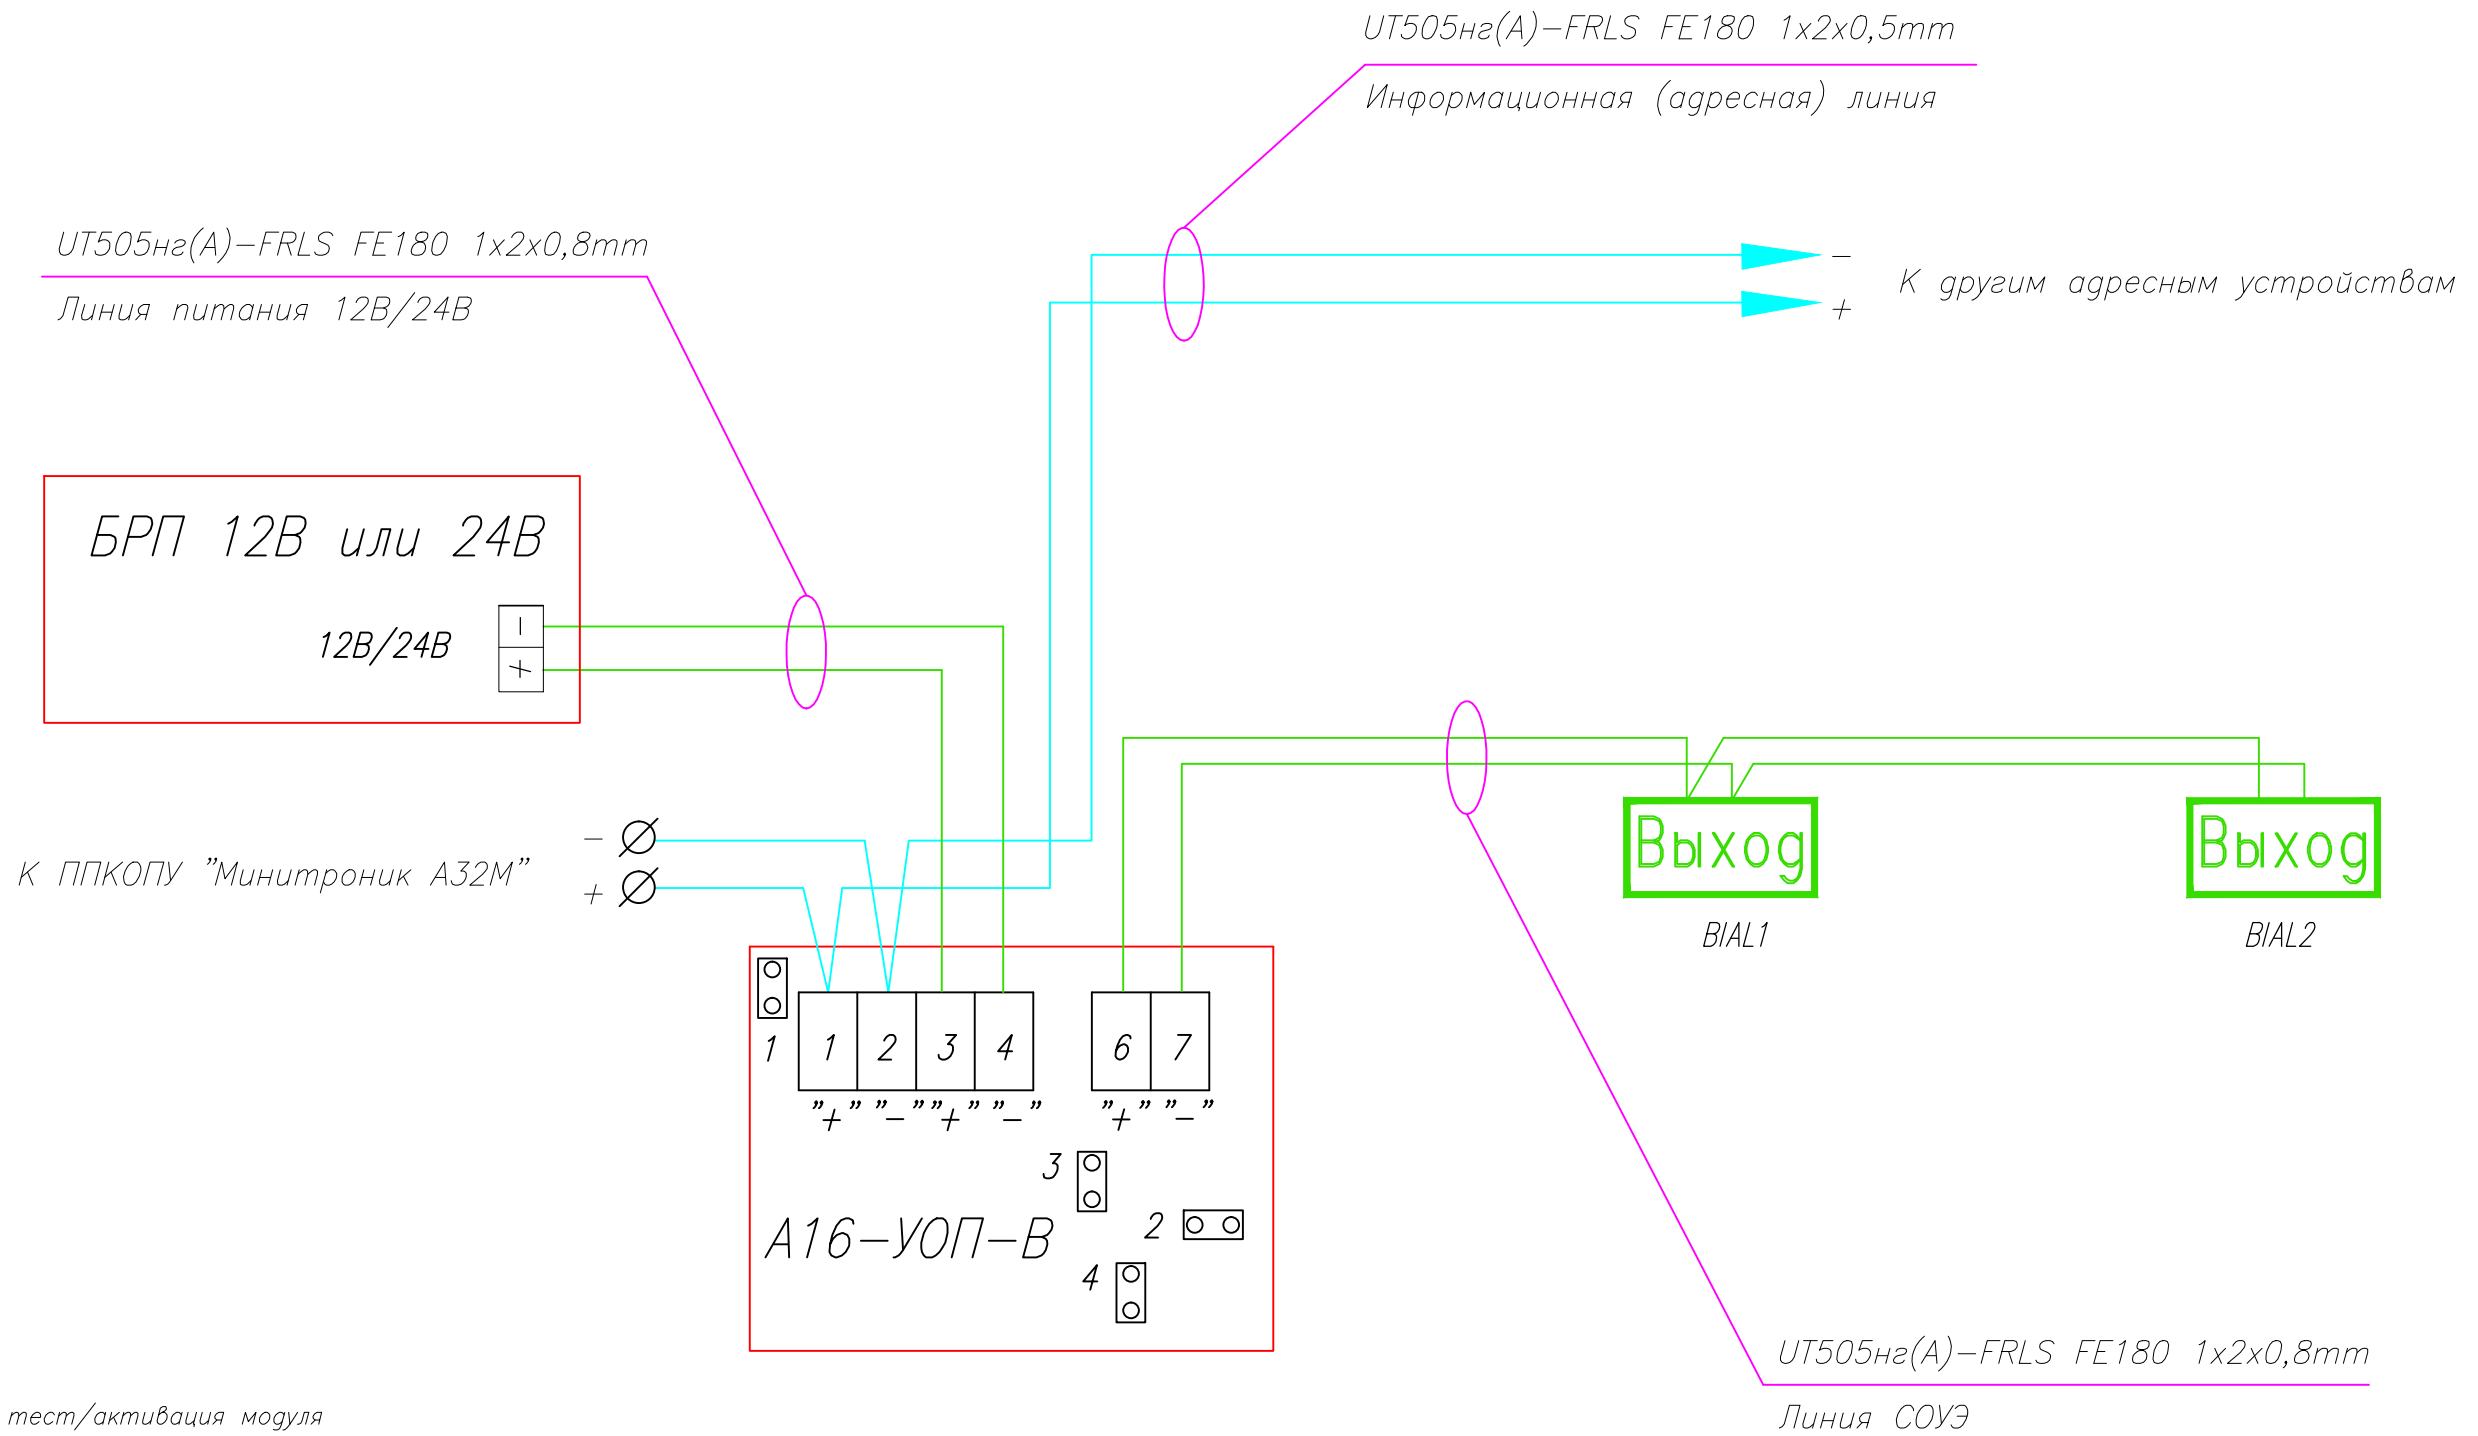 UT505нг(А)-FRLS FE180 1x2x0,5mm
Информационная (адресная) линия
UT505нг(А)-FRLS FE180 1x2x0,8mm
Линия питания 12В/24В
-
+
К другим адресным устройствам
БРП 12В или 24В
12В/24В
-
+
-
+
К ППКОПУ "Минитроник А32М"
Выход
Выход
BIAL1
BIAL2
1
1 2 3 4 6 7
"+" "-" "+" "-" "+" "-"
3
2
А16-УОП-В
4
UT505нг(А)-FRLS FE180 1x2x0,8mm
Линия СОУЭ
тест/активация модуля